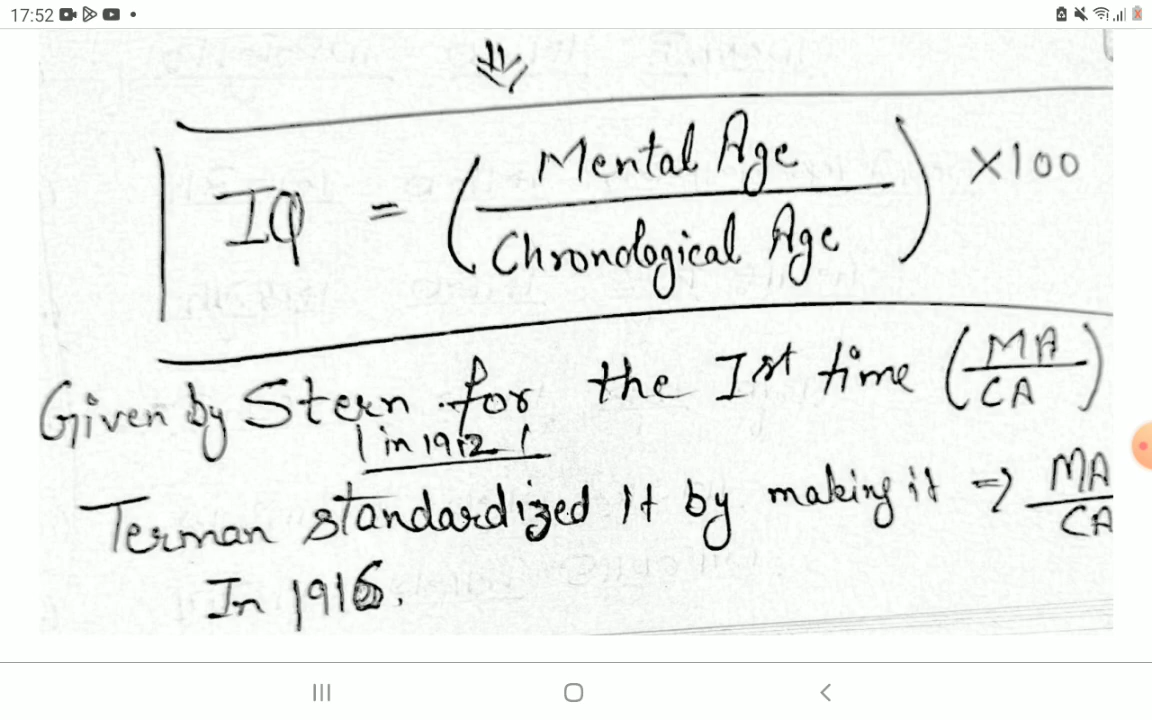 17:52
IQ = (Mental Age / Chronological Age) ×100
Given by Stern for the Ist time (MA/CA)
in 1912
Terman standardized it by making it => MA/CA
In 1916.